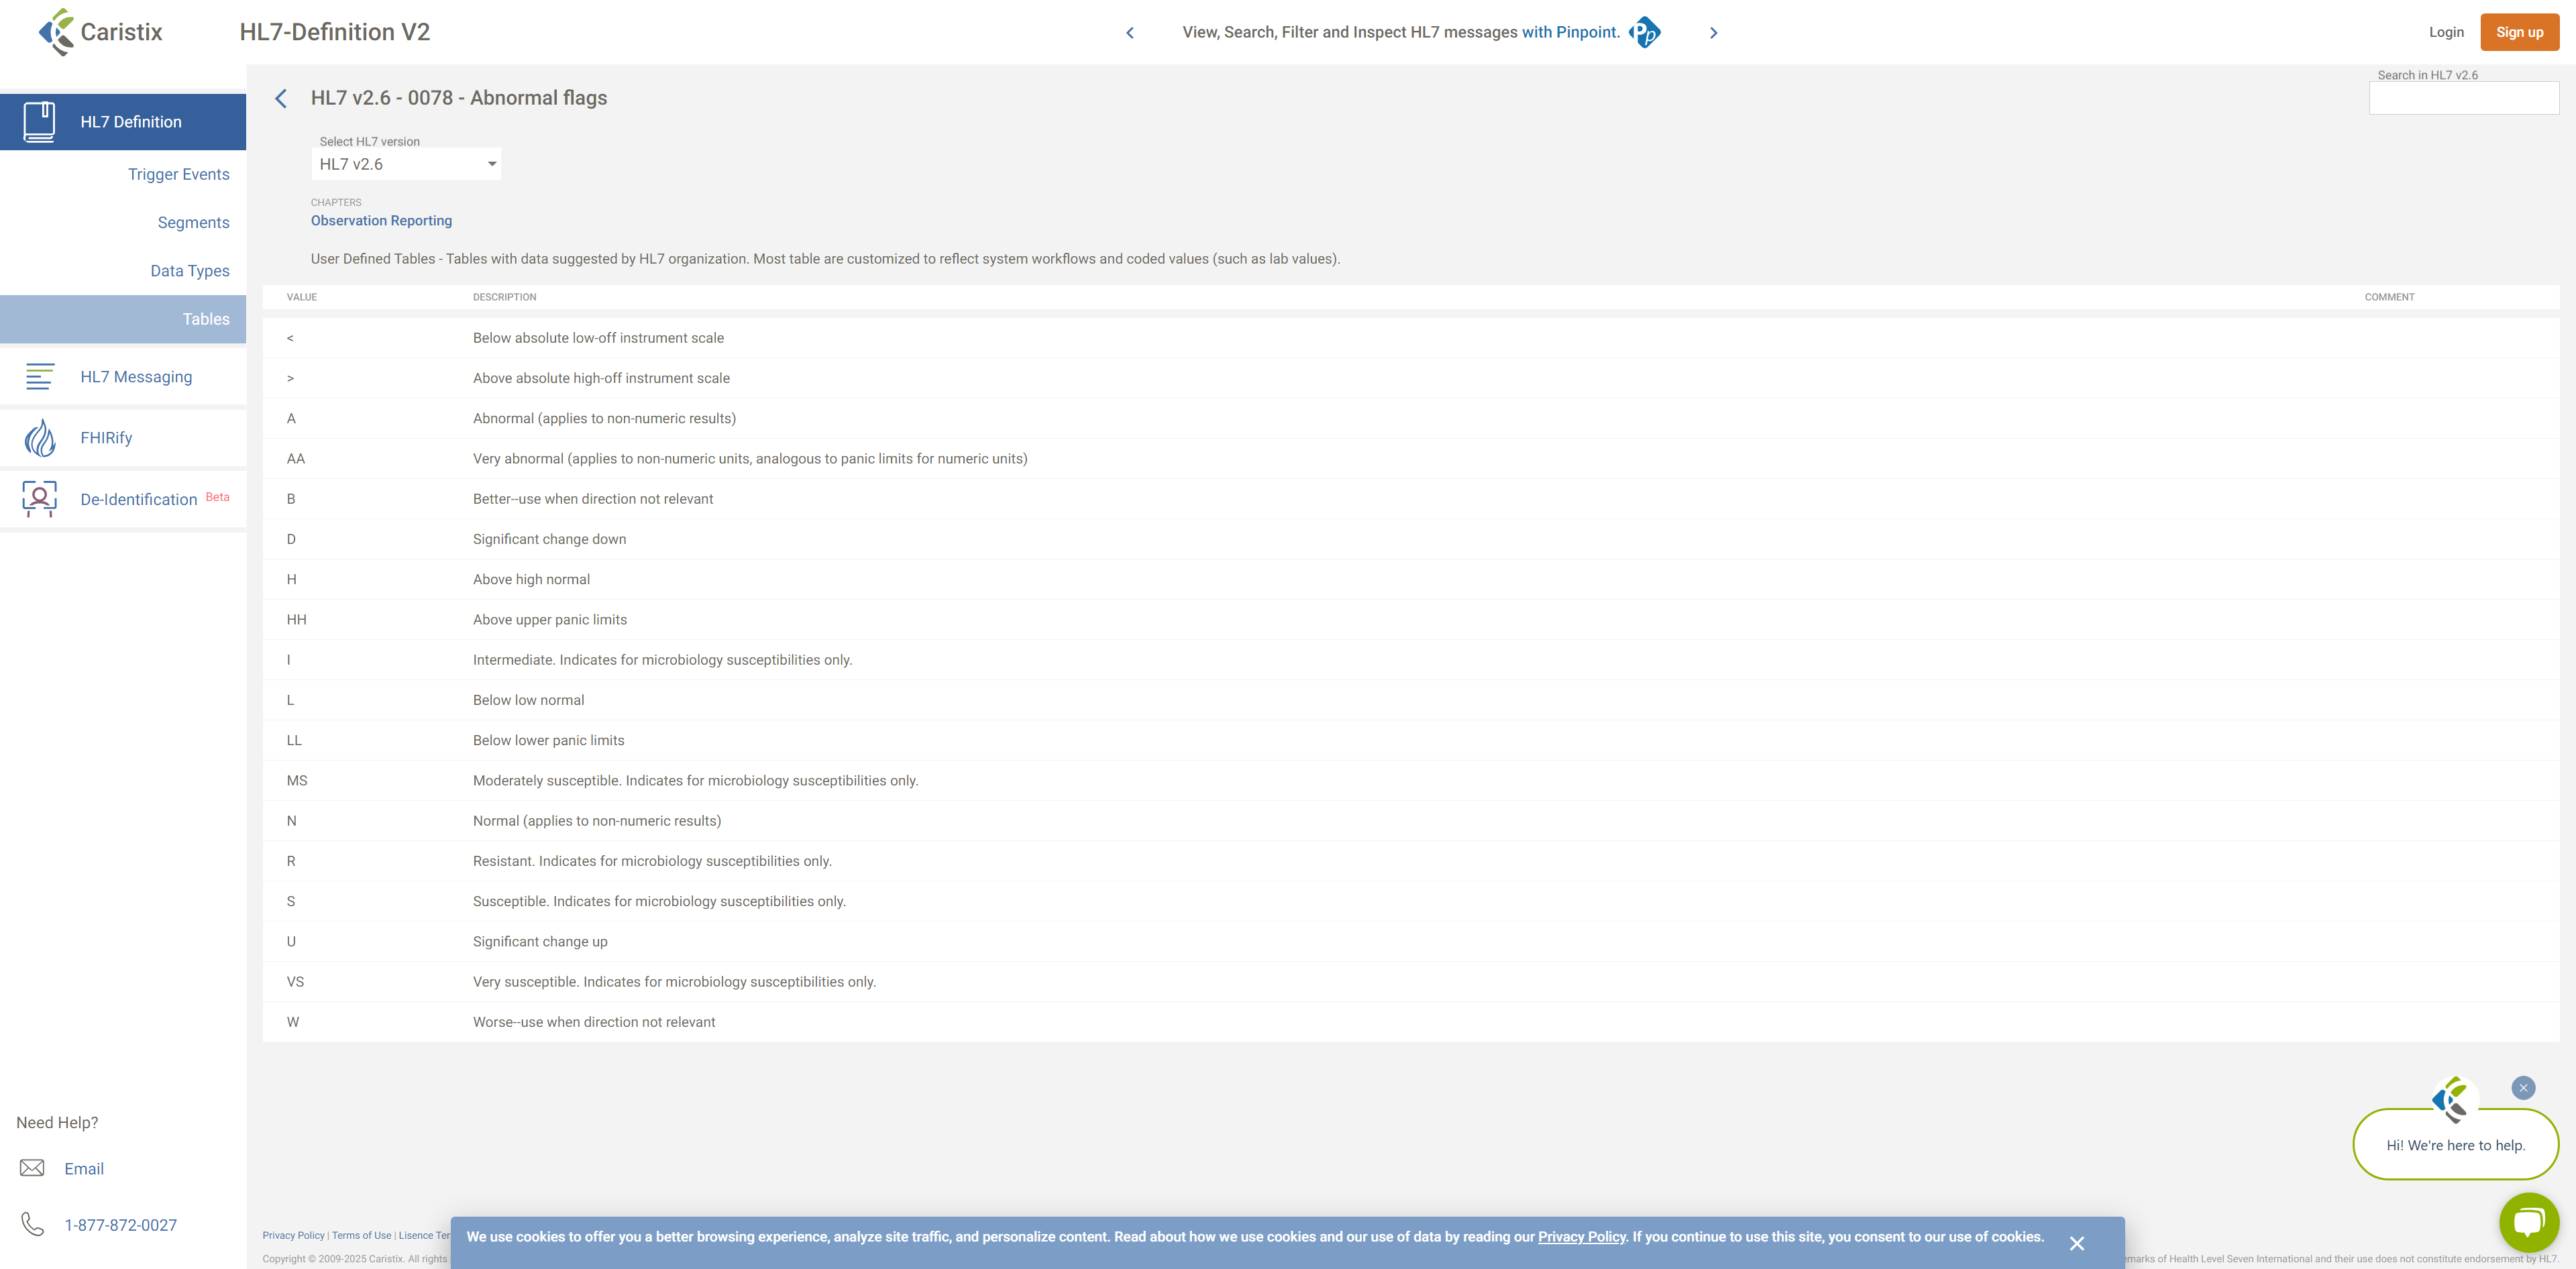 Caristix
HL7-Definition V2
View, Search, Filter and Inspect HL7 messages with Pinpoint.
Pp
Login
Sign up
HL7 Definition
Trigger Events
Segments
Data Types
Tables
HL7 Messaging
FHIRify
De-Identification Beta
Need Help?
Email
1-877-872-0027
HL7 v2.6 - 0078 - Abnormal flags
Search in HL7 v2.6
Select HL7 version
HL7 v2.6
CHAPTERS
Observation Reporting
User Defined Tables - Tables with data suggested by HL7 organization. Most table are customized to reflect system workflows and coded values (such as lab values).
VALUE DESCRIPTION COMMENT
< Below absolute low-off instrument scale
> Above absolute high-off instrument scale
A Abnormal (applies to non-numeric results)
AA Very abnormal (applies to non-numeric units, analogous to panic limits for numeric units)
B Better--use when direction not relevant
D Significant change down
H Above high normal
HH Above upper panic limits
I Intermediate. Indicates for microbiology susceptibilities only.
L Below low normal
LL Below lower panic limits
MS Moderately susceptible. Indicates for microbiology susceptibilities only.
N Normal (applies to non-numeric results)
R Resistant. Indicates for microbiology susceptibilities only.
S Susceptible. Indicates for microbiology susceptibilities only.
U Significant change up
VS Very susceptible. Indicates for microbiology susceptibilities only.
W Worse--use when direction not relevant
Hi! We're here to help.
Privacy Policy | Terms of Use | Lisence Ter
We use cookies to offer you a better browsing experience, analyze site traffic, and personalize content. Read about how we use cookies and our use of data by reading our Privacy Policy. If you continue to use this site, you consent to our use of cookies.
Copyright © 2009-2025 Caristix. All rights
emarks of Health Level Seven International and their use does not constitute endorsement by HL7.